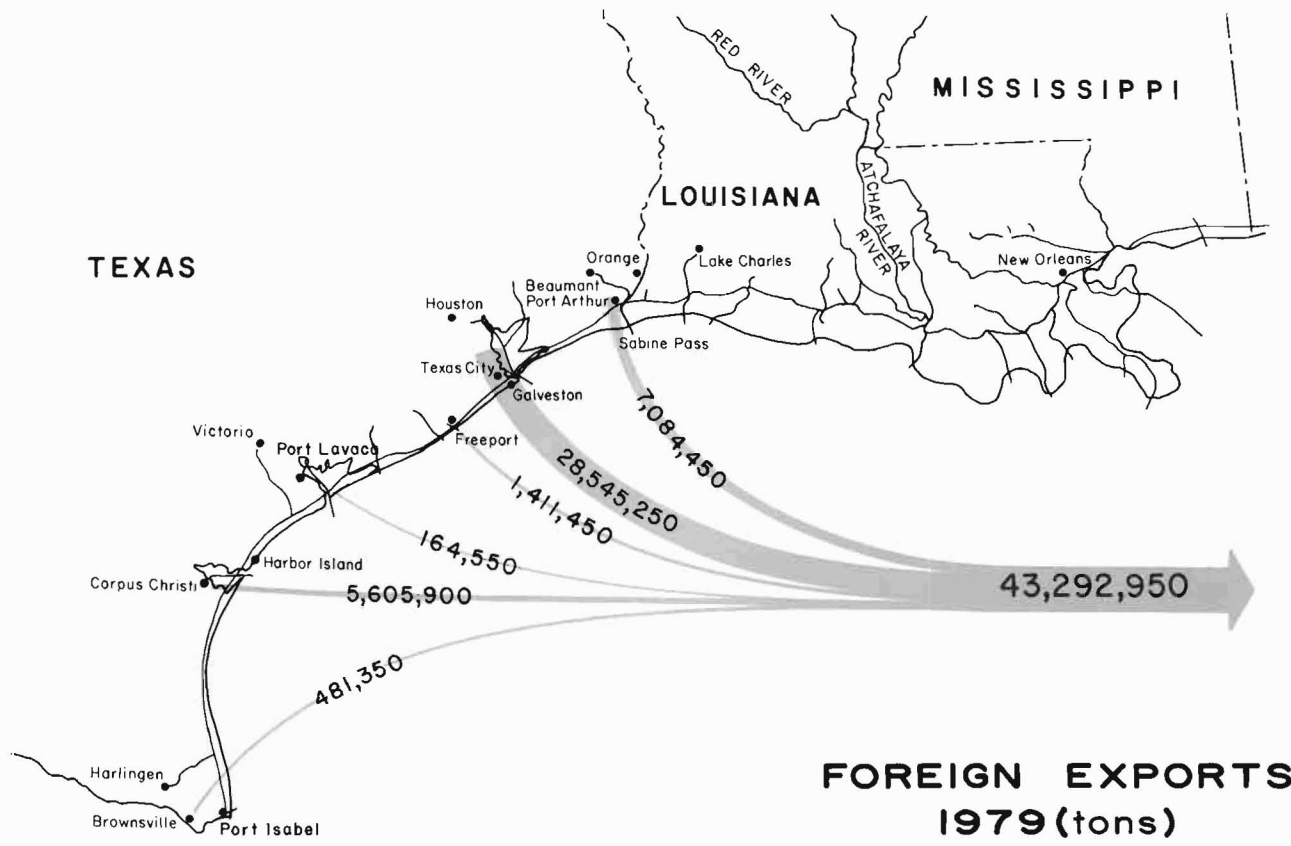 RED RIVER
MISSISSIPPI
ATCHAFALAYA
RIVER
LOUISIANA
TEXAS
Orange
Lake Charles
New Orleans
Beaumant
Port Arthur
Houston
Sabine Pass
Texas City
Galveston
Freeport
Victoria
Port Lavaca
7,084,450
28,545,250
1,411,450
164,550
Harbor Island
Corpus Christi
5,605,900
43,292,950
481,350
Harlingen
Brownsville
Port Isabel
FOREIGN EXPORTS
1979 (tons)